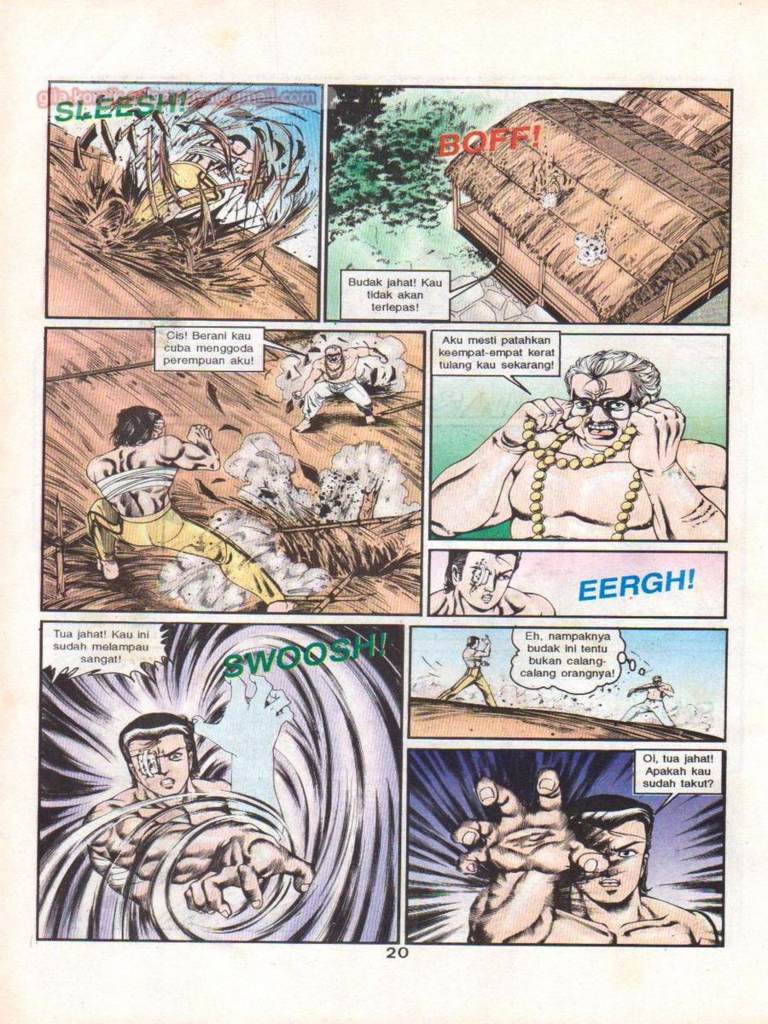 SLEESH!
BOFF!
Budak jahat! Kau
tidak akan
terlepas!
Cis! Berani kau
cuba menggoda
perempuan aku!
Aku mesti patahkan
keempat-empat kerat
tulang kau sekarang!
EERGH!
Tua jahat! Kau ini
sudah melampau
sangat!
SWOOSH!
Eh, nampaknya
budak ini tentu
bukan calang-
calang orangnya!
Oi, tua jahat!
Apakah kau
sudah takut?
20